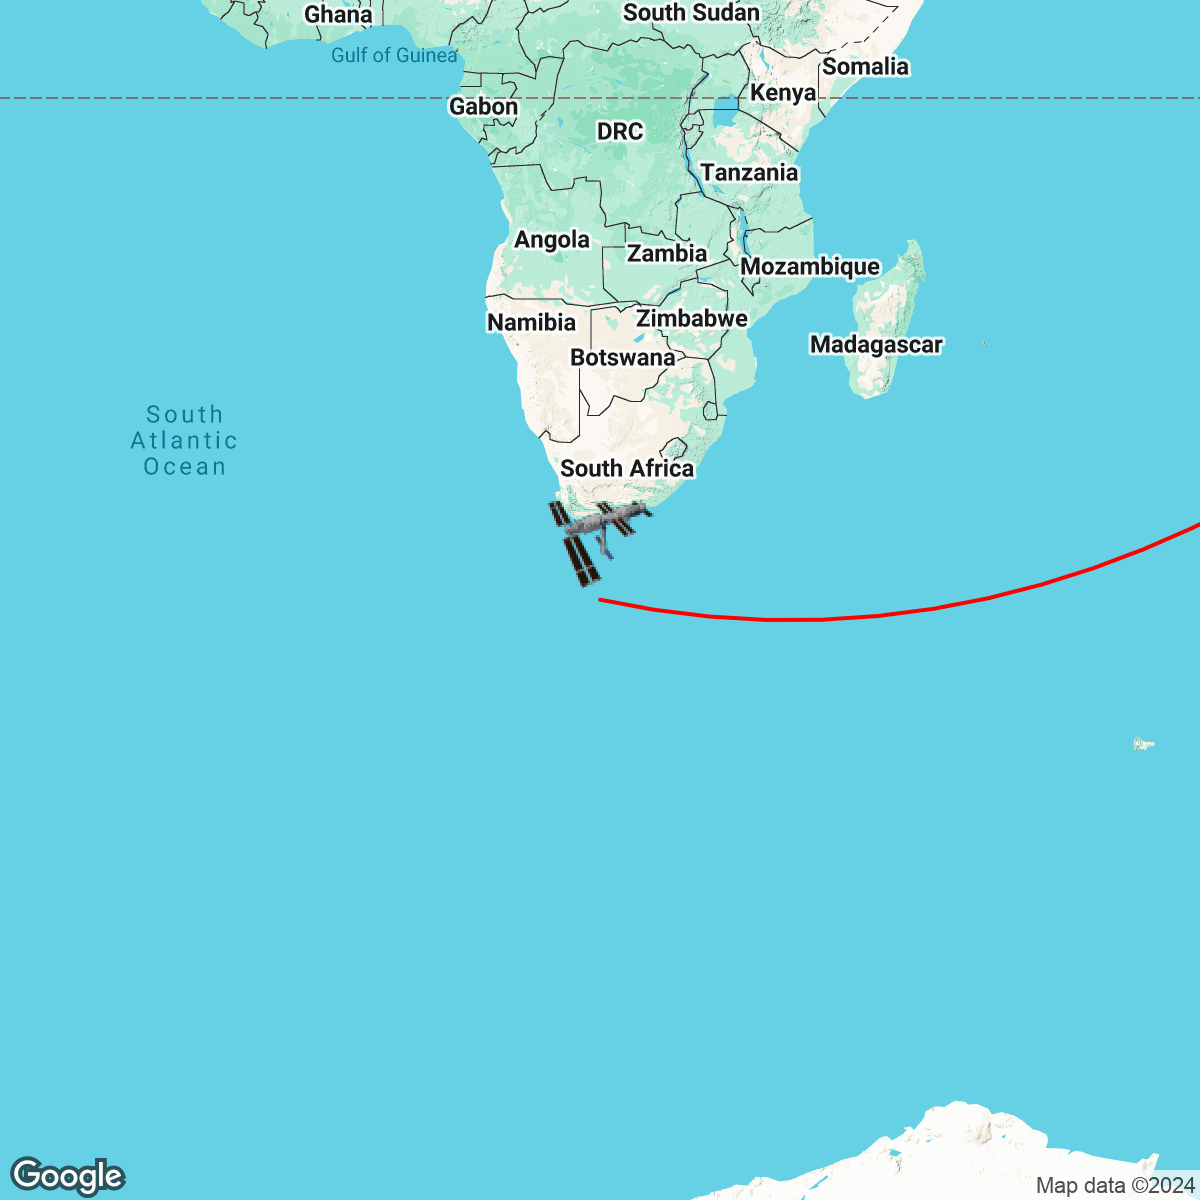 Ghana
South Sudan
Gulf of Guinea
Somalia
Kenya
Gabon
DRC
Tanzania
Angola
Zambia
Mozambique
Namibia
Zimbabwe
Madagascar
Botswana
South
Atlantic
Ocean
South Africa
Google
Map data ©2024